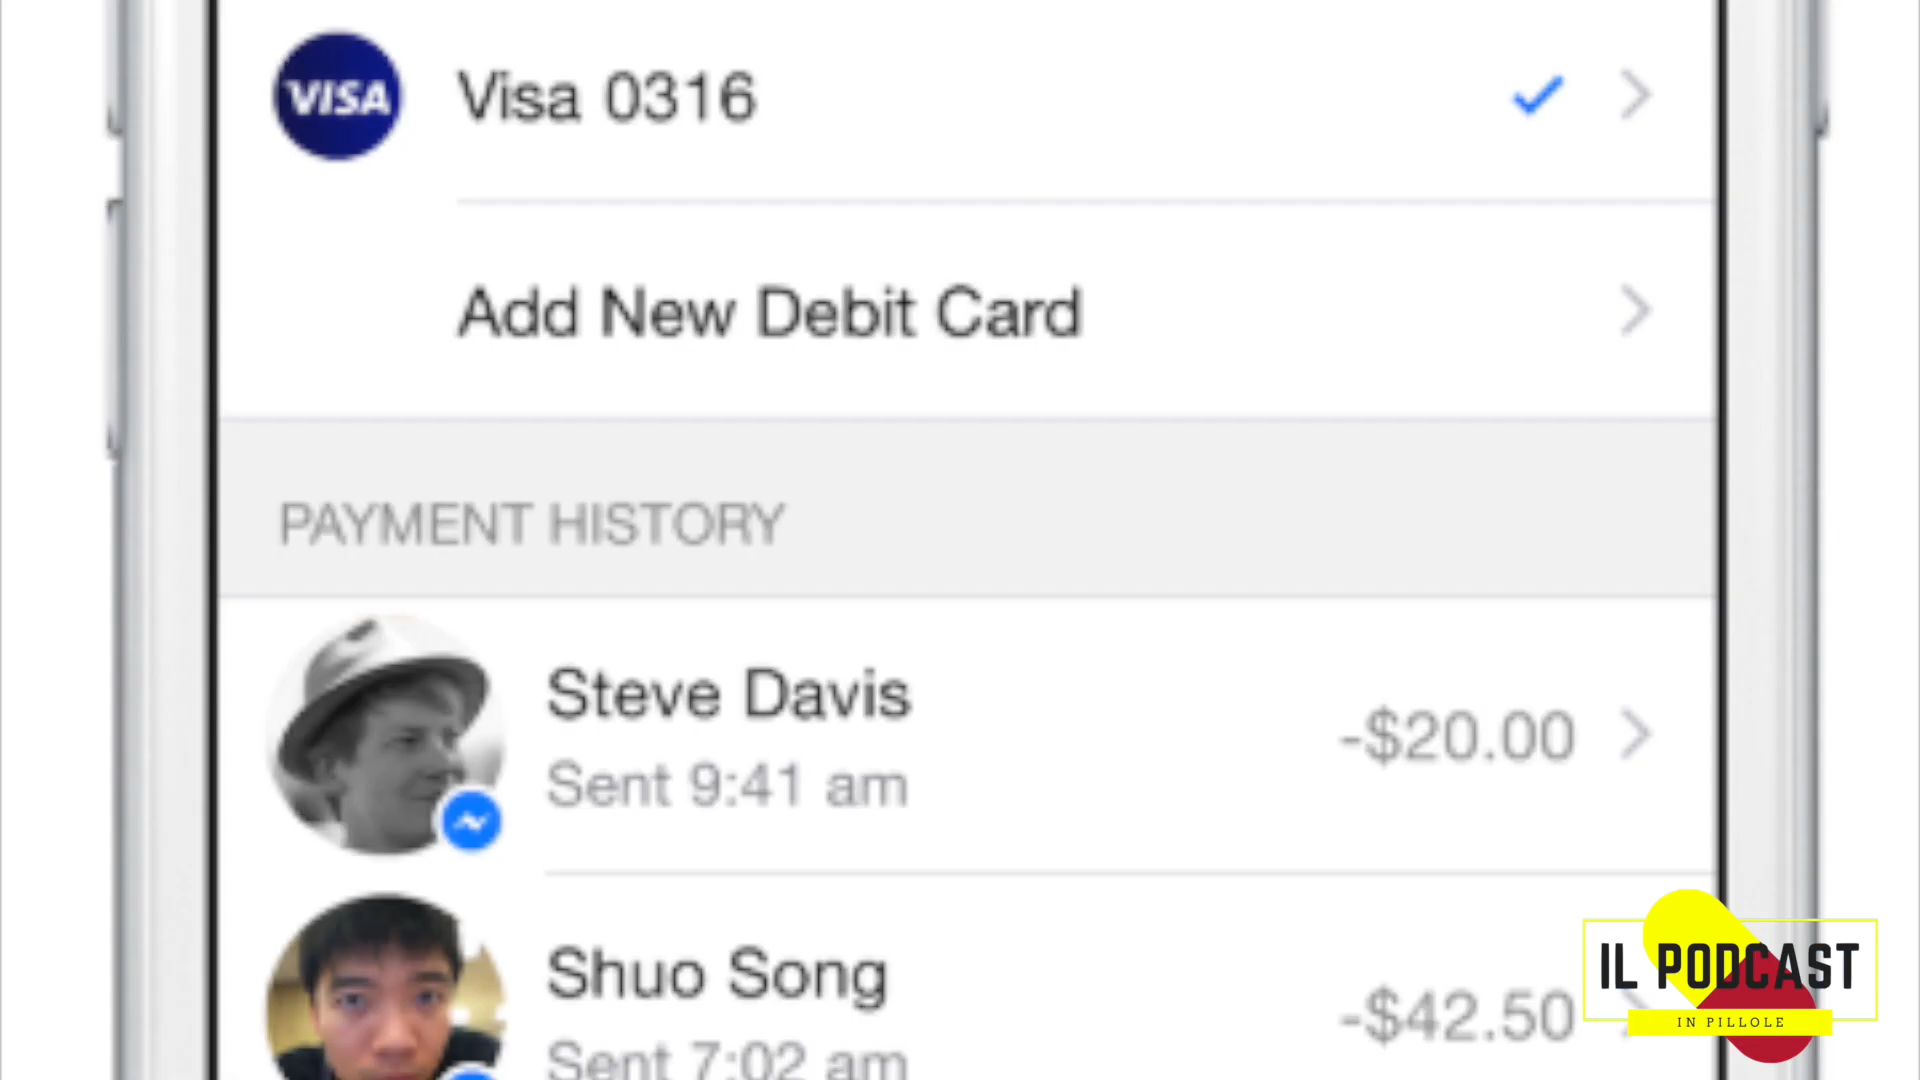 VISA
Visa 0316
Add New Debit Card
PAYMENT HISTORY
Steve Davis
-$20.00
Sent 9:41 am
Shuo Song
-$42.50
Sent 7:02 am
IL PODCAST
IN PILLOLE